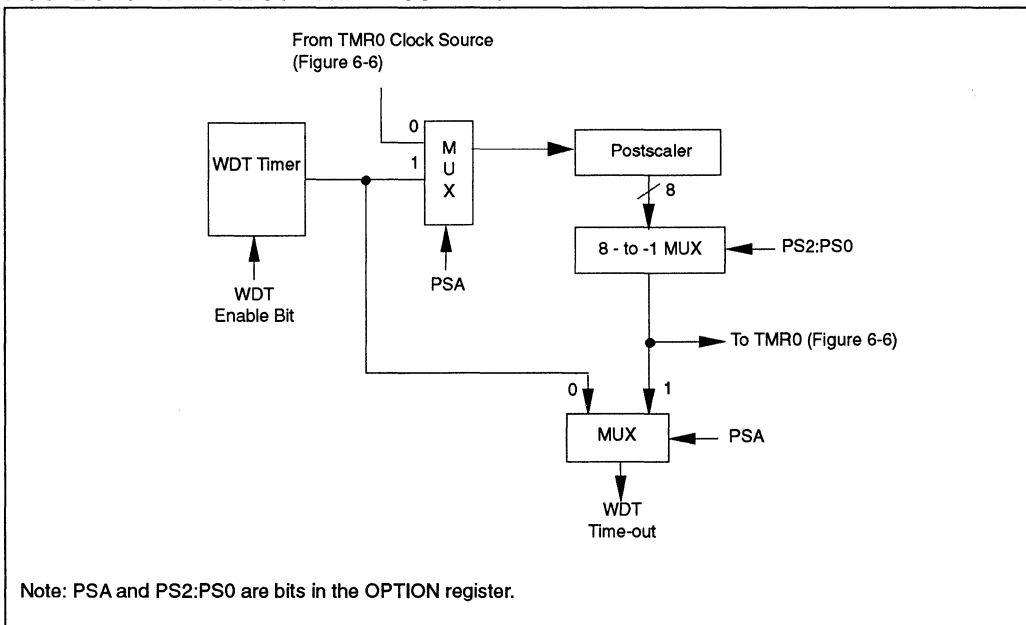 From TMR0 Clock Source
(Figure 6-6)
0
M
U
X
1
WDT Timer
Postscaler
8
8 - to -1 MUX
PS2:PS0
PSA
WDT
Enable Bit
To TMR0 (Figure 6-6)
0
1
MUX
PSA
WDT
Time-out
Note: PSA and PS2:PS0 are bits in the OPTION register.